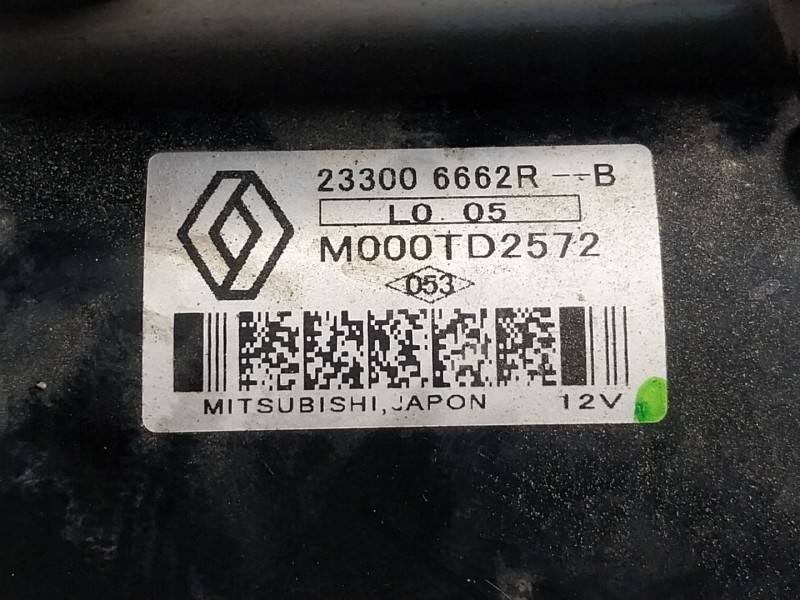 23300 6662R --B
L0 05
M000TD2572
053
MITSUBISHI, JAPON 12V